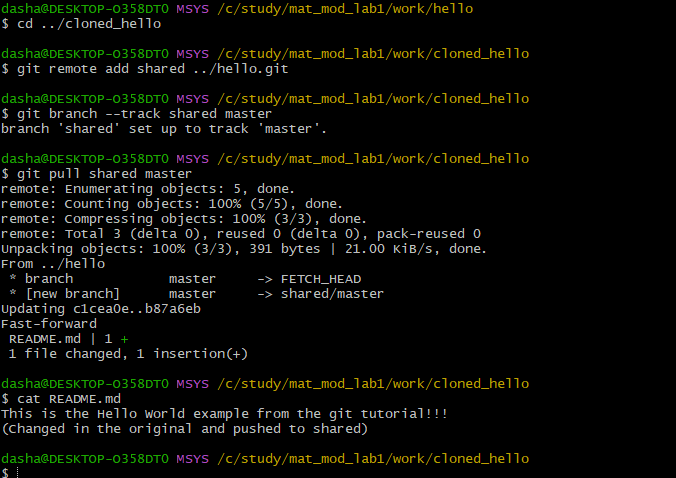 dasha@DESKTOP-O358DT0 MSYS /c/study/mat_mod_lab1/work/hello
$ cd ../cloned_hello
dasha@DESKTOP-O358DT0 MSYS /c/study/mat_mod_lab1/work/cloned_hello
$ git remote add shared ../hello.git
dasha@DESKTOP-O358DT0 MSYS /c/study/mat_mod_lab1/work/cloned_hello
$ git branch --track shared master
branch 'shared' set up to track 'master'.
dasha@DESKTOP-O358DT0 MSYS /c/study/mat_mod_lab1/work/cloned_hello
$ git pull shared master
remote: Enumerating objects: 5, done.
remote: Counting objects: 100% (5/5), done.
remote: Compressing objects: 100% (3/3), done.
remote: Total 3 (delta 0), reused 0 (delta 0), pack-reused 0
Unpacking objects: 100% (3/3), 391 bytes | 21.00 KiB/s, done.
From ../hello
 * branch            master     -> FETCH_HEAD
 * [new branch]      master     -> shared/master
Updating c1cea0e..b87a6eb
Fast-forward
 README.md | 1 +
 1 file changed, 1 insertion(+)
dasha@DESKTOP-O358DT0 MSYS /c/study/mat_mod_lab1/work/cloned_hello
$ cat README.md
This is the Hello World example from the git tutorial!!!
(Changed in the original and pushed to shared)
dasha@DESKTOP-O358DT0 MSYS /c/study/mat_mod_lab1/work/cloned_hello
$